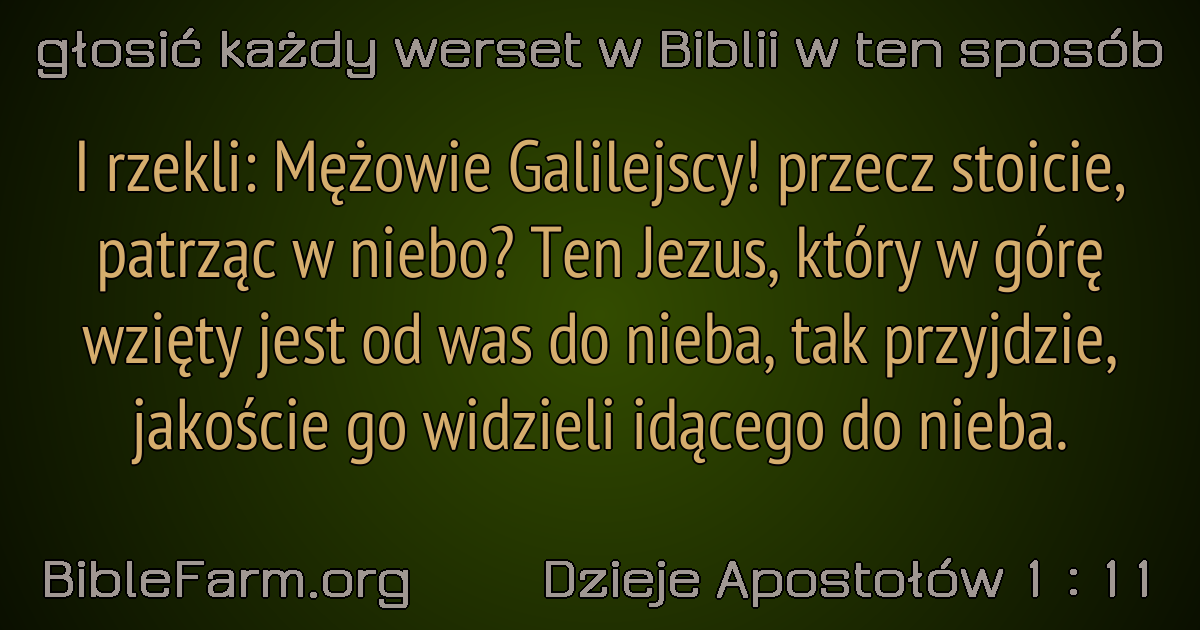 głosić każdy werset w Biblii w ten sposób
I rzekli: Mężowie Galilejscy! przecz stoicie,
patrząc w niebo? Ten Jezus, który w górę
wzięty jest od was do nieba, tak przyjdzie,
jakoście go widzieli idącego do nieba.
BibleFarm.org Dzieje Apostołów 1 : 11